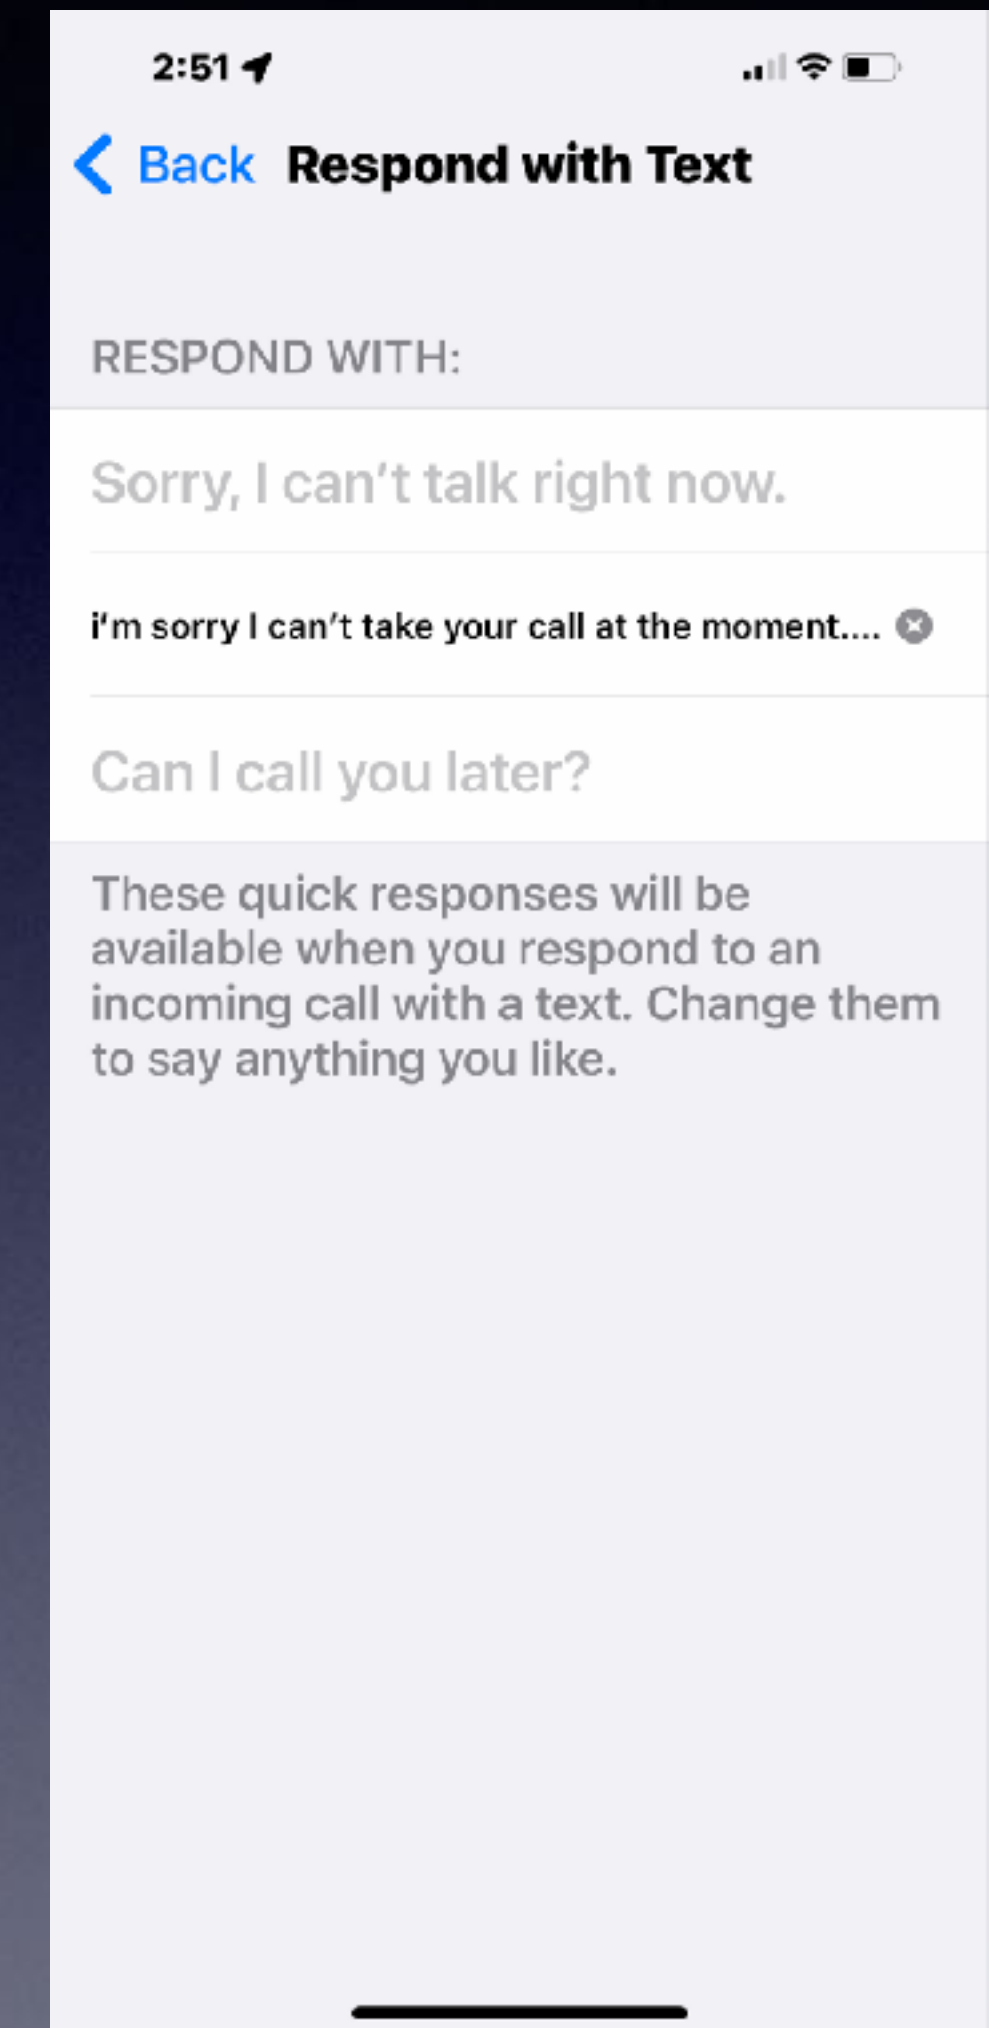 2:51
Back Respond with Text
RESPOND WITH:
Sorry, I can't talk right now.
i'm sorry I can't take your call at the moment....
Can I call you later?
These quick responses will be
available when you respond to an
incoming call with a text. Change them
to say anything you like.